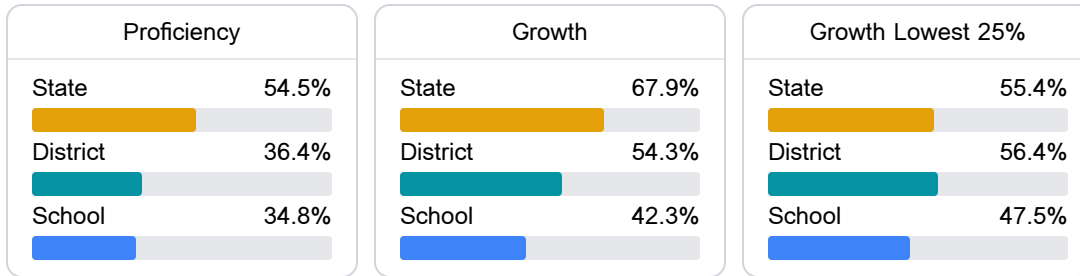 Proficiency
State 54.5%
District 36.4%
School 34.8%
Growth
State 67.9%
District 54.3%
School 42.3%
Growth Lowest 25%
State 55.4%
District 56.4%
School 47.5%